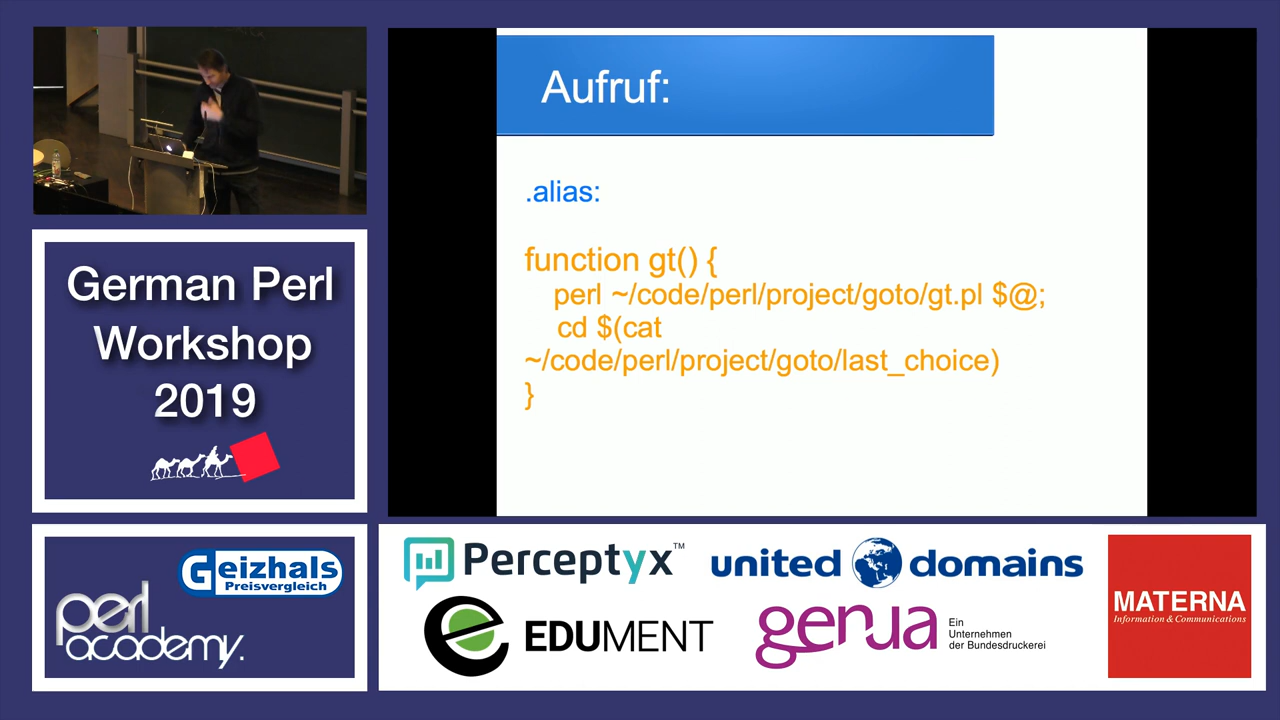 Aufruf:
.alias:
function gt() {
perl ~/code/perl/project/goto/gt.pl $@;
cd $(cat
~/code/perl/project/goto/last_choice)
}
German Perl
Workshop
2019
Geizhals
Preisvergleich
perl
academy.
Perceptyx™
united domains
EDUMENT
genua
Ein
Unternehmen
der Bundesdruckerei
MATERNA
Information & Communications